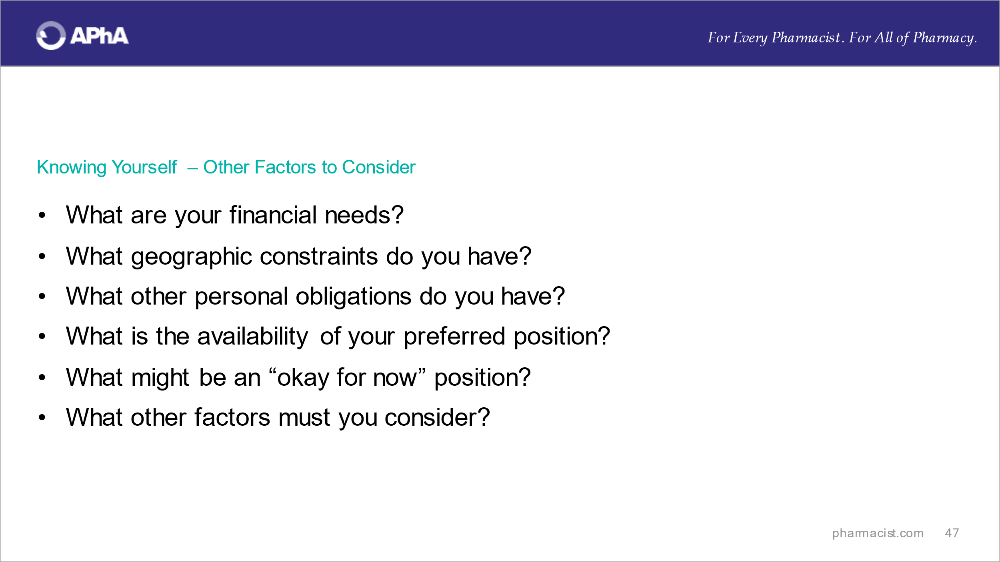 APhA
For Every Pharmacist. For All of Pharmacy.
Knowing Yourself – Other Factors to Consider
• What are your financial needs?
• What geographic constraints do you have?
• What other personal obligations do you have?
• What is the availability of your preferred position?
• What might be an “okay for now” position?
• What other factors must you consider?
pharmacist.com 47